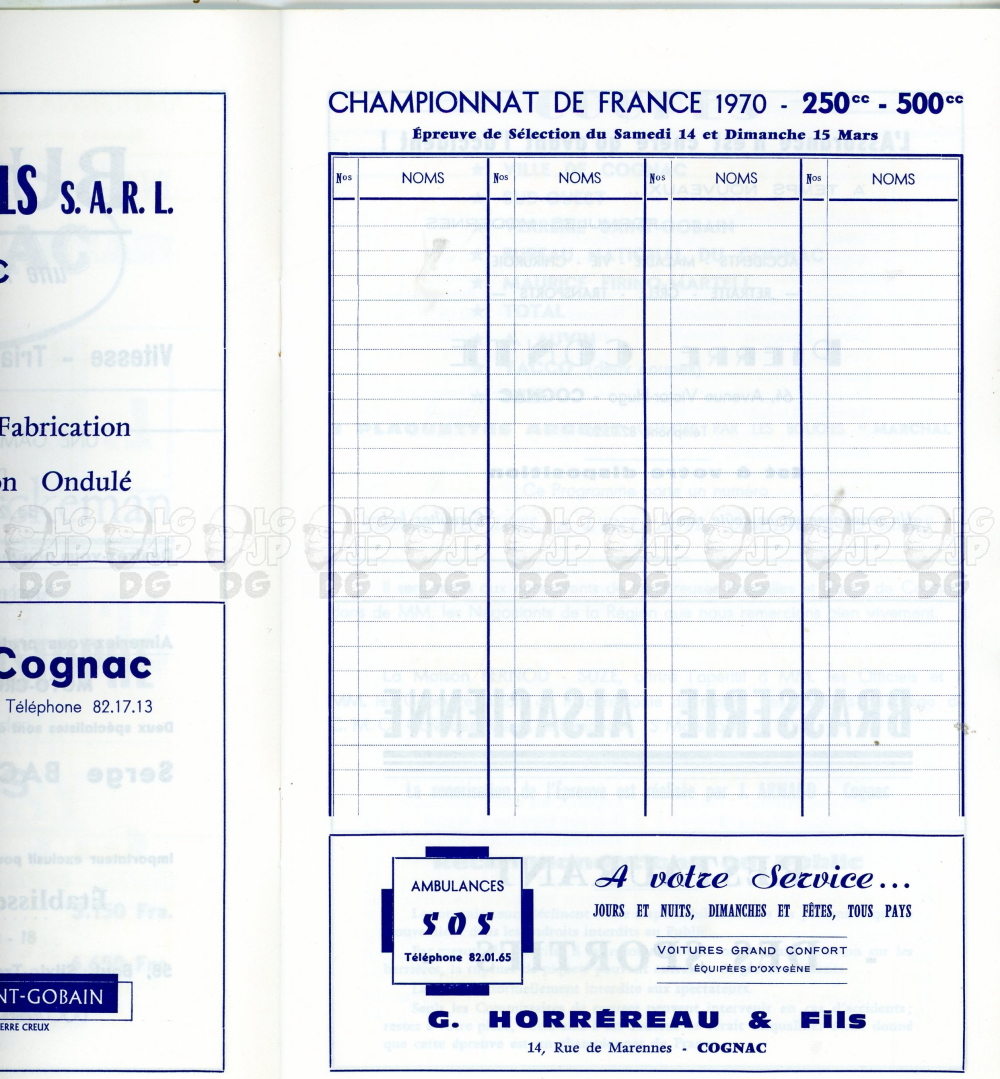 LS S. A. R. L.
C
Fabrication
on Ondulé
Cognac
Téléphone 82.17.13
NT-GOBAIN
ERRE CREUX
CHAMPIONNAT DE FRANCE 1970 - 250cc - 500cc
Épreuve de Sélection du Samedi 14 et Dimanche 15 Mars
Nos NOMS Nos NOMS Nos NOMS Nos NOMS
AMBULANCES
SOS
Téléphone 82.01.65
A votre Service...
JOURS ET NUITS, DIMANCHES ET FÊTES, TOUS PAYS
VOITURES GRAND CONFORT
ÉQUIPÉES D'OXYGÈNE
G. HORRÉREAU & Fils
14, Rue de Marennes - COGNAC